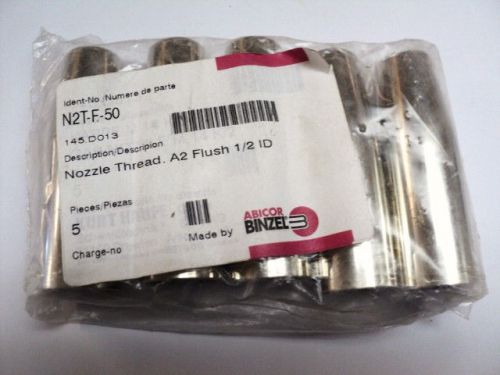 Ident-No./Numere de parte
N2T-F-50
145.D013
Description/Descripion
Nozzle Thread. A2 Flush 1/2 ID
Pieces/Piezas
5
Made by
ABICOR
BINZEL
Charge-no